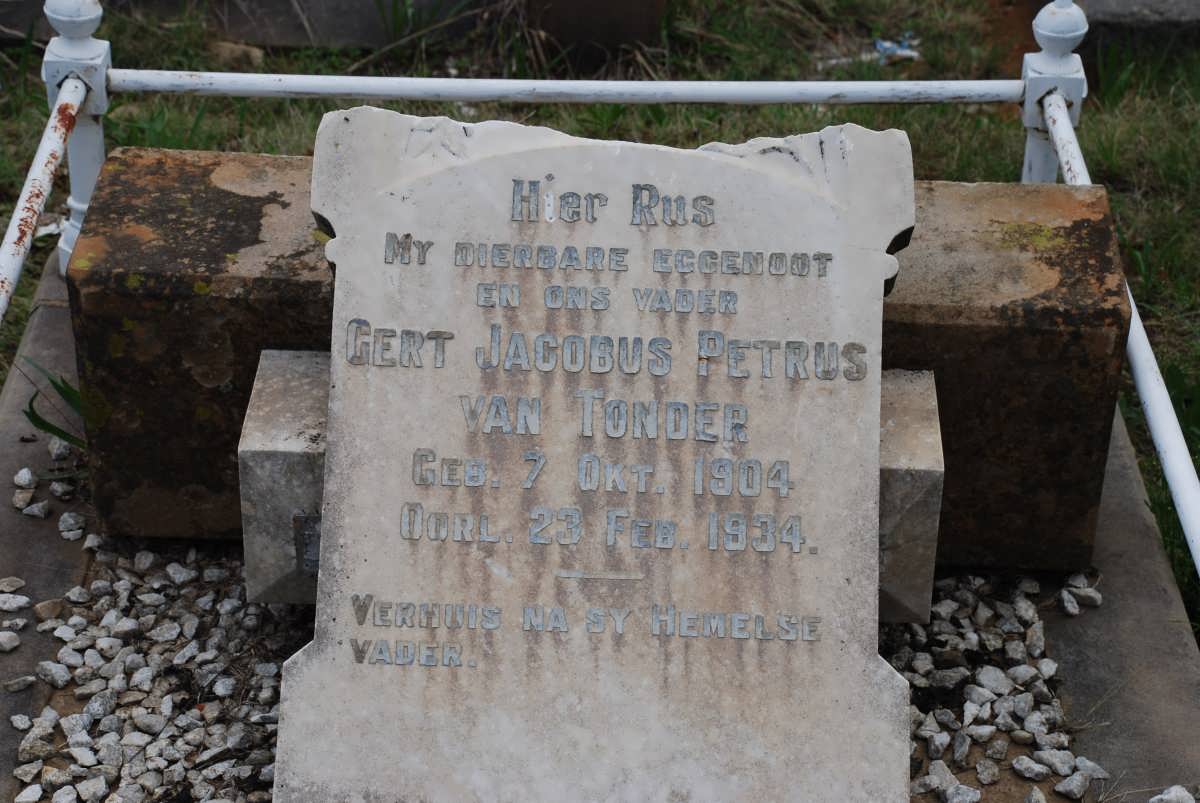 Hier Rus
MY DIERBARE EGGENOOT
EN ONS VADER
GERT JACOBUS PETRUS
VAN TONDER
GEB. 7 OKT. 1904
OORL. 23 FEB. 1934.
VERHUIS NA SY HEMELSE
VADER.